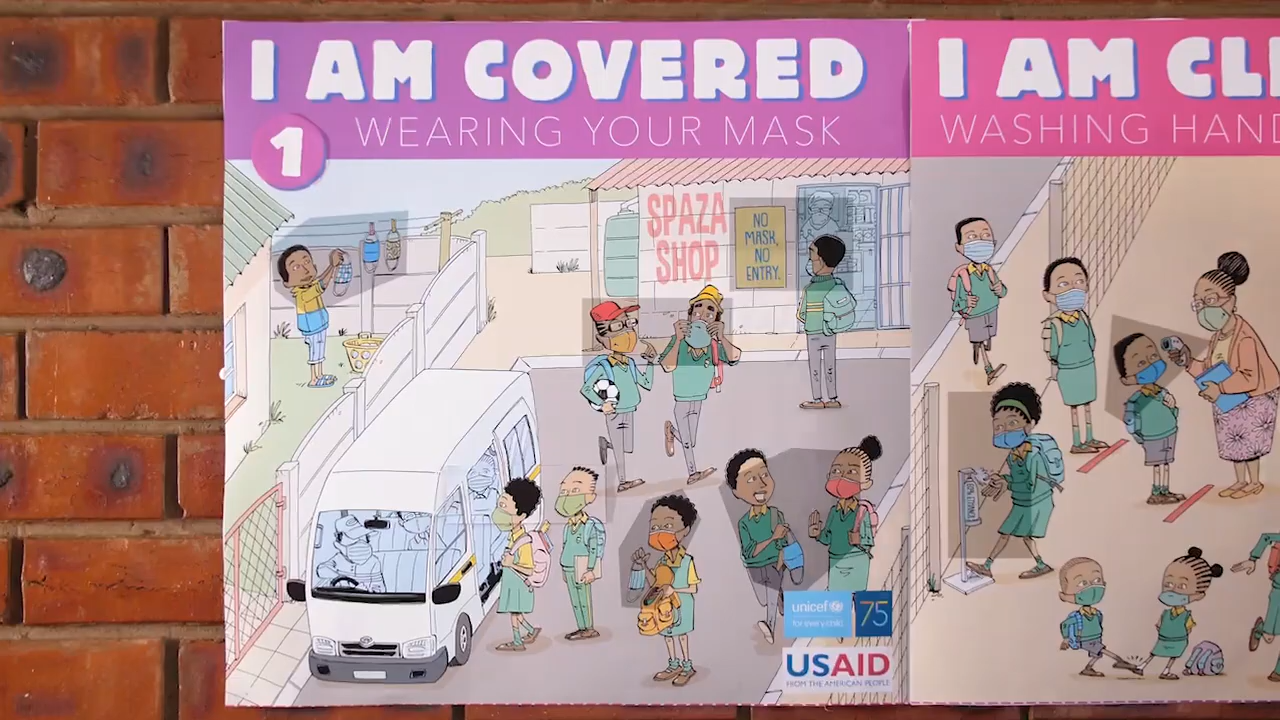 I AM COVERED
1
WEARING YOUR MASK
SPAZA
SHOP
NO
MASK,
NO
ENTRY.
unicef
for every child
75
USAID
FROM THE AMERICAN PEOPLE
I AM CL
WASHING HAND